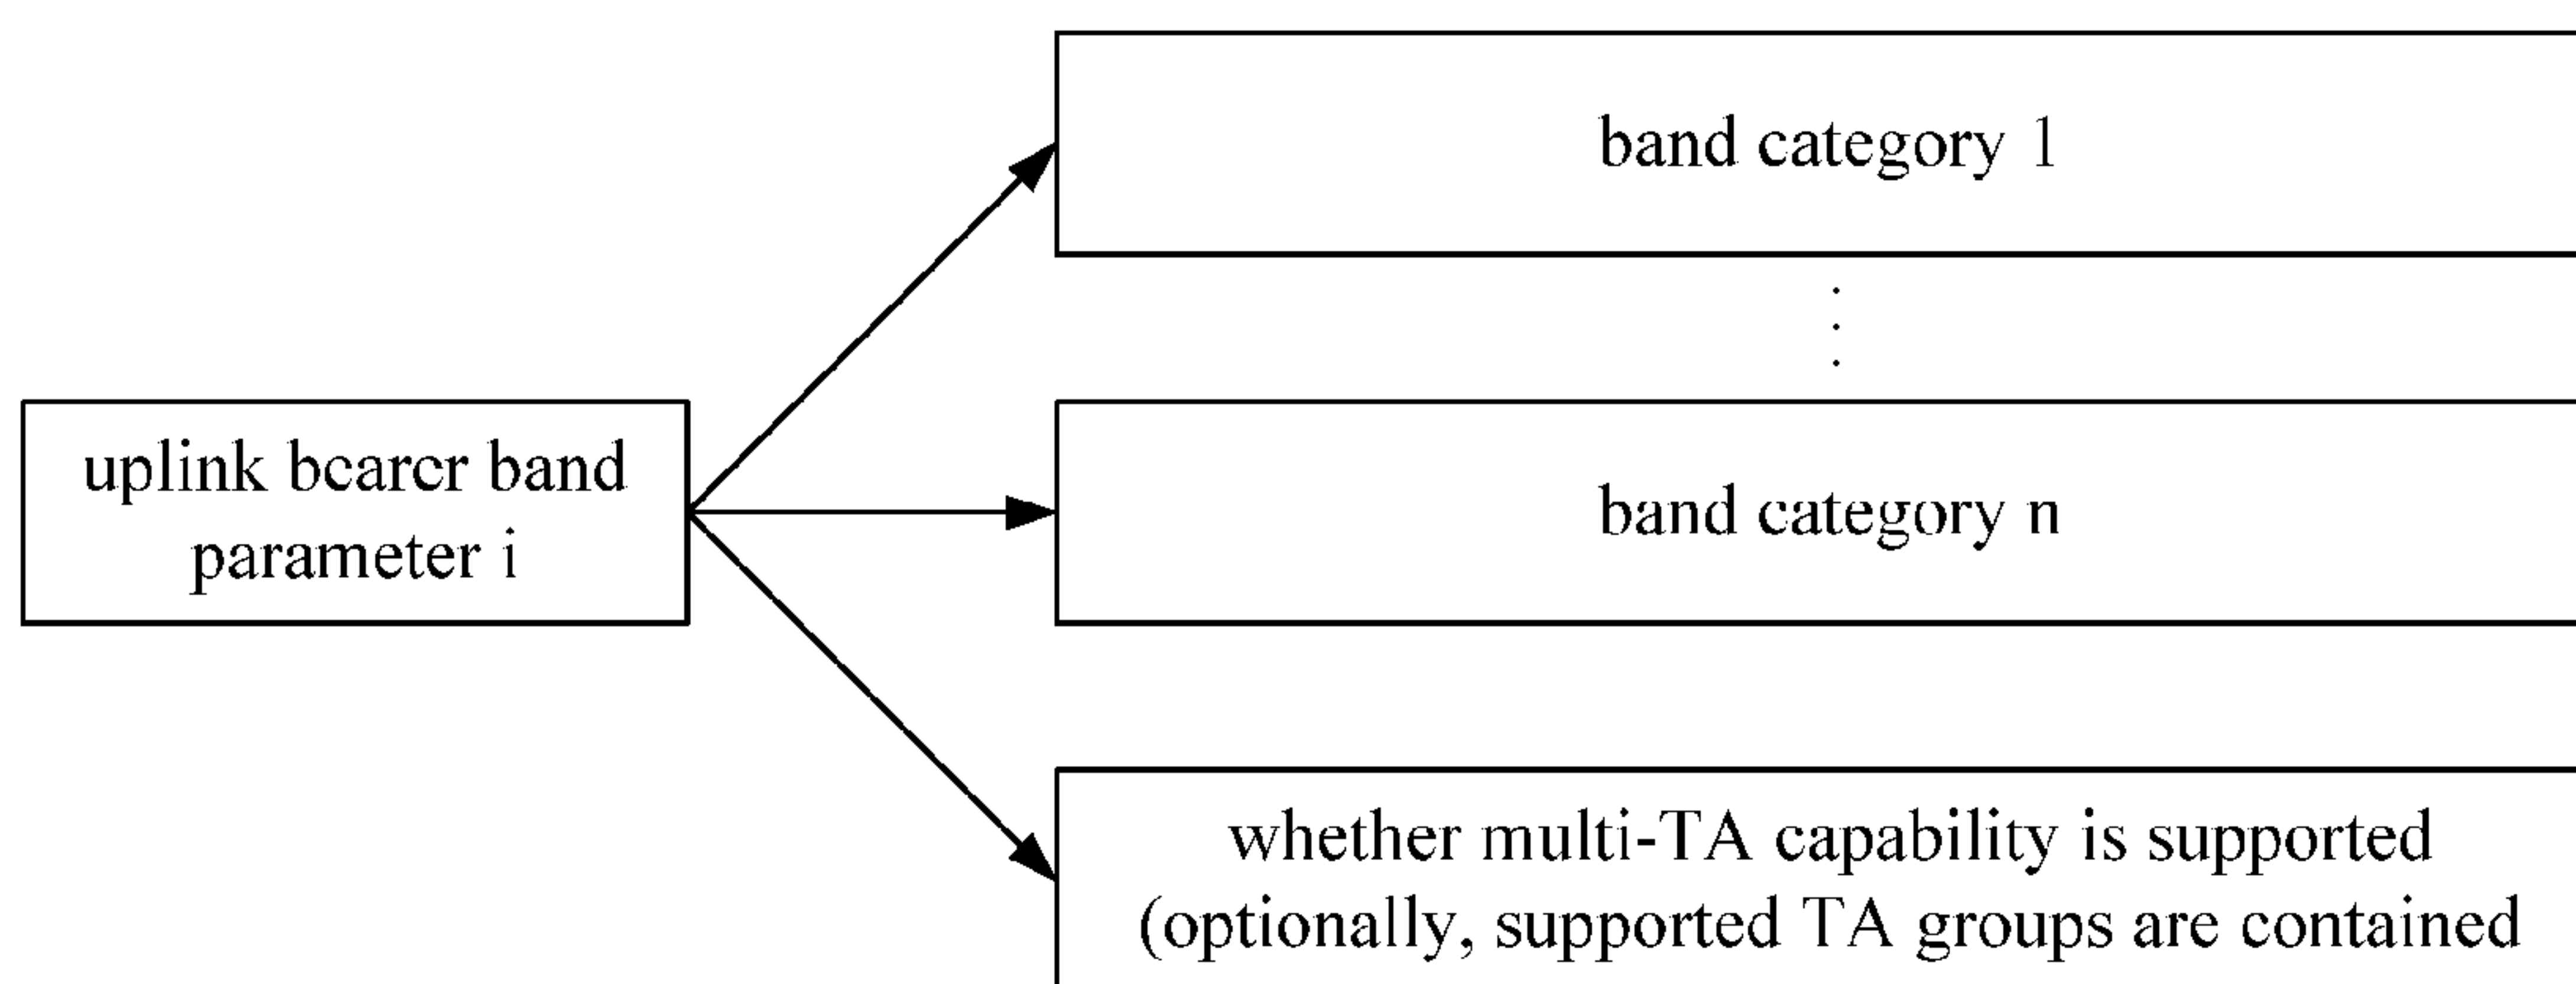 band category 1
uplink bcarcr band
parameter i
band category n
whether multi-TA capability is supported
(optionally, supported TA groups are contained